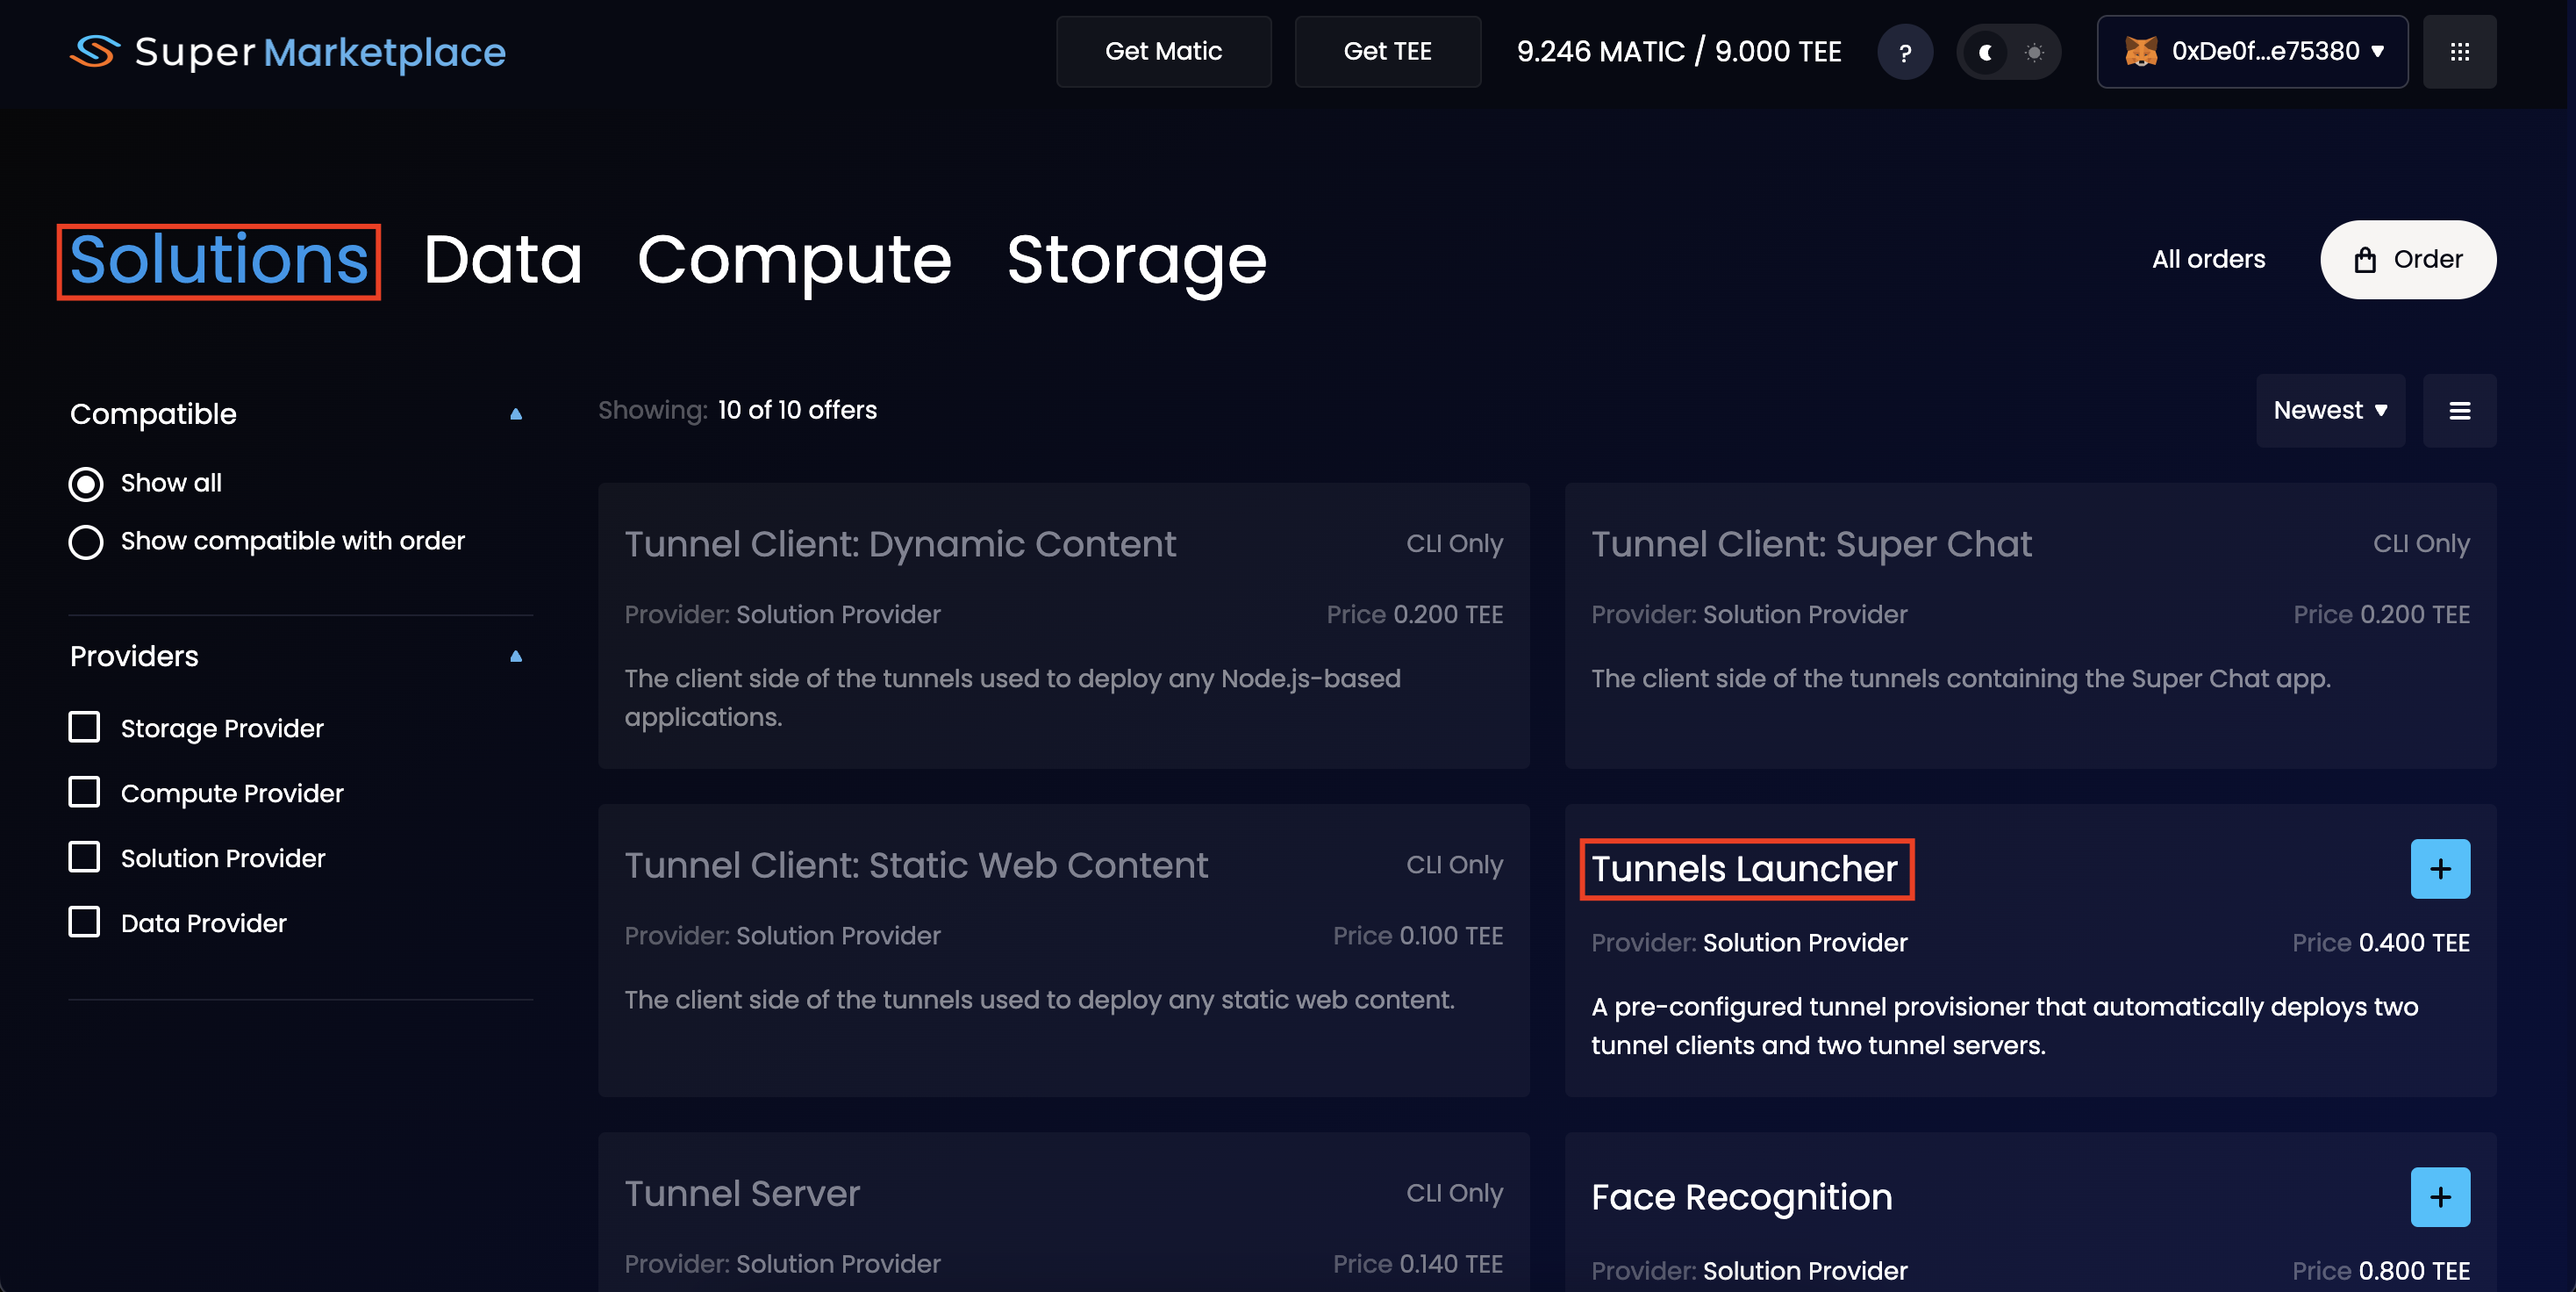 Super Marketplace
Get Matic
Get TEE
9.246 MATIC / 9.000 TEE
?
0xDe0f...e75380
Solutions
Data
Compute
Storage
All orders
Order
Compatible
Show all
Show compatible with order
Providers
Storage Provider
Compute Provider
Solution Provider
Data Provider
Showing: 10 of 10 offers
Newest
Tunnel Client: Dynamic Content
CLI Only
Provider: Solution Provider
Price 0.200 TEE
The client side of the tunnels used to deploy any Node.js-based
applications.
Tunnel Client: Super Chat
CLI Only
Provider: Solution Provider
Price 0.200 TEE
The client side of the tunnels containing the Super Chat app.
Tunnel Client: Static Web Content
CLI Only
Provider: Solution Provider
Price 0.100 TEE
The client side of the tunnels used to deploy any static web content.
Tunnels Launcher
+
Provider: Solution Provider
Price 0.400 TEE
A pre-configured tunnel provisioner that automatically deploys two
tunnel clients and two tunnel servers.
Tunnel Server
CLI Only
Provider: Solution Provider
Price 0.140 TEE
Face Recognition
+
Provider: Solution Provider
Price 0.800 TEE